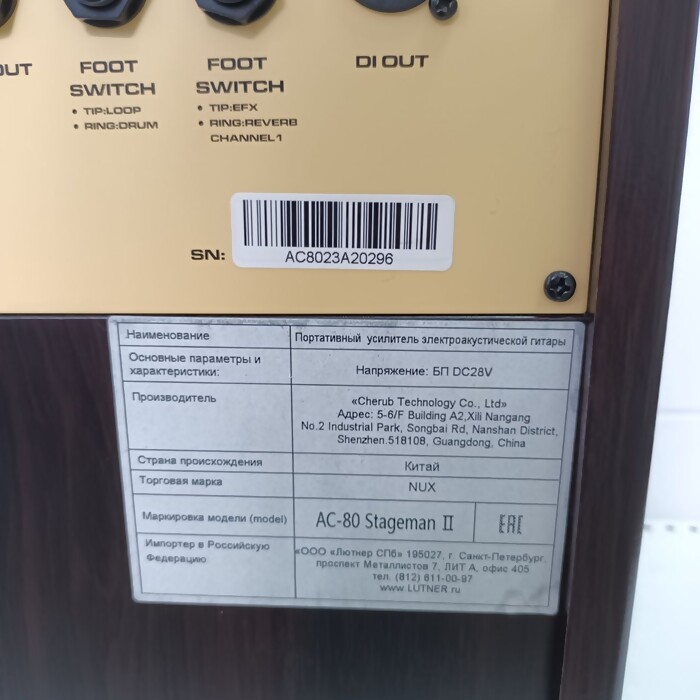 FOOT
SWITCH
• TIP:LOOP
• RING:DRUM
FOOT
SWITCH
• TIP:EFX
• RING:REVERB
CHANNEL1
DI OUT
SN:
AC8023A20296
Наименование
Портативный усилитель электроакустической гитары
Основные параметры и
характеристики:
Напряжение: БП DC28V
Производитель
«Cherub Technology Co., Ltd»
Адрес: 5-6/F Building A2,Xili Nangang
No.2 Industrial Park, Songbai Rd, Nanshan District,
Shenzhen.518108, Guangdong, China
Страна происхождения
Китай
Торговая марка
NUX
Маркировка модели (model)
AC-80 Stageman II
EAC
Импортер в Российскую
Федерацию
«ООО «Лютнер СПб» 195027, г. Санкт-Петербург,
проспект Металлистов 7, ЛИТ А, офис 405
тел. (812) 611-00-97
www.LUTNER.ru